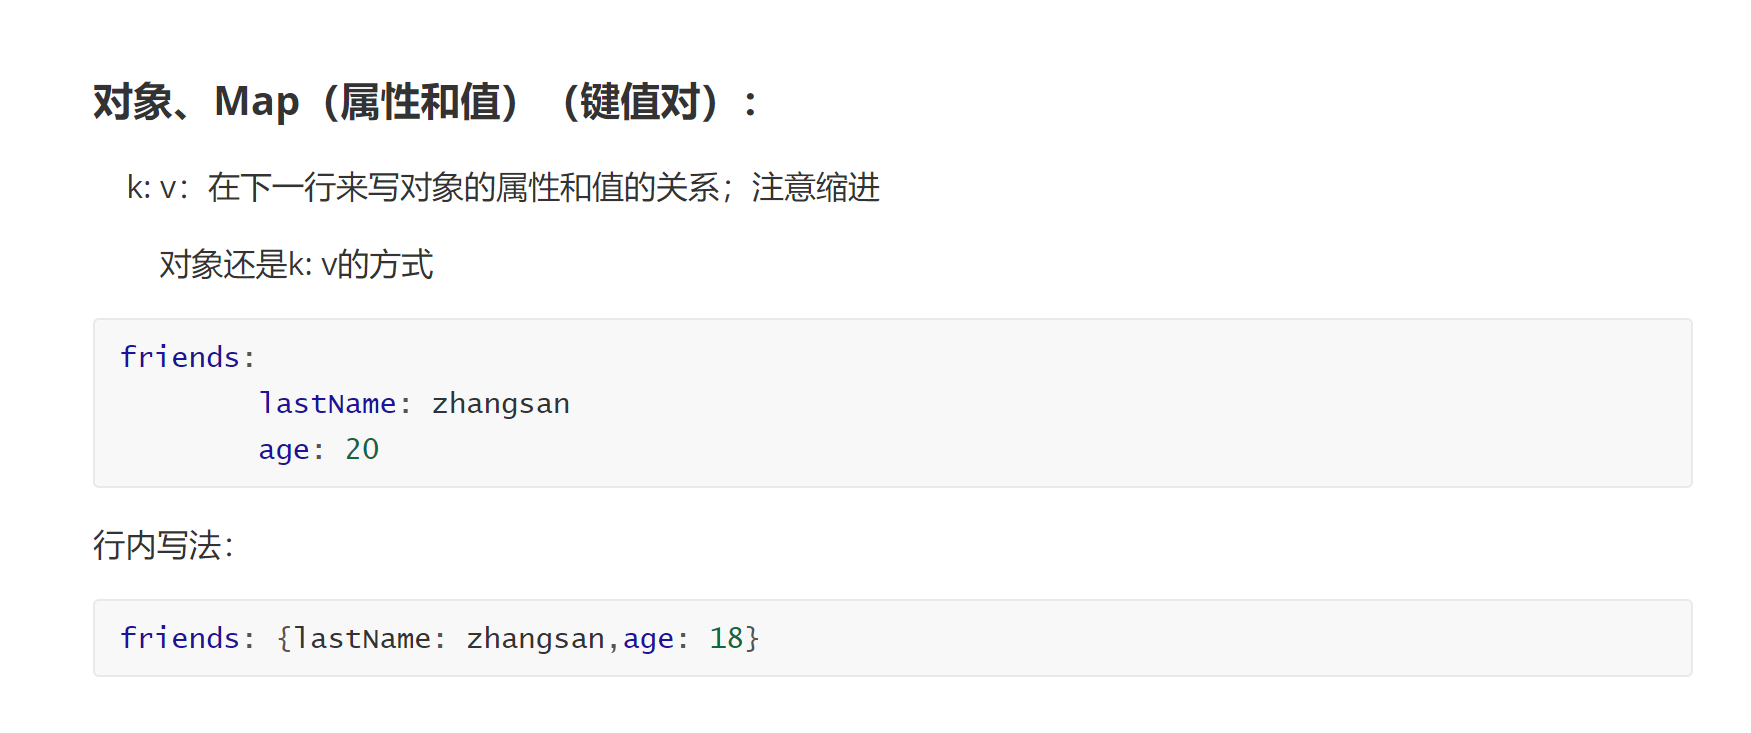 对象、Map（属性和值）（键值对）：
k: v：在下一行来写对象的属性和值的关系；注意缩进
对象还是k: v的方式
friends:
lastName: zhangsan
age: 20
行内写法：
friends: {lastName: zhangsan,age: 18}